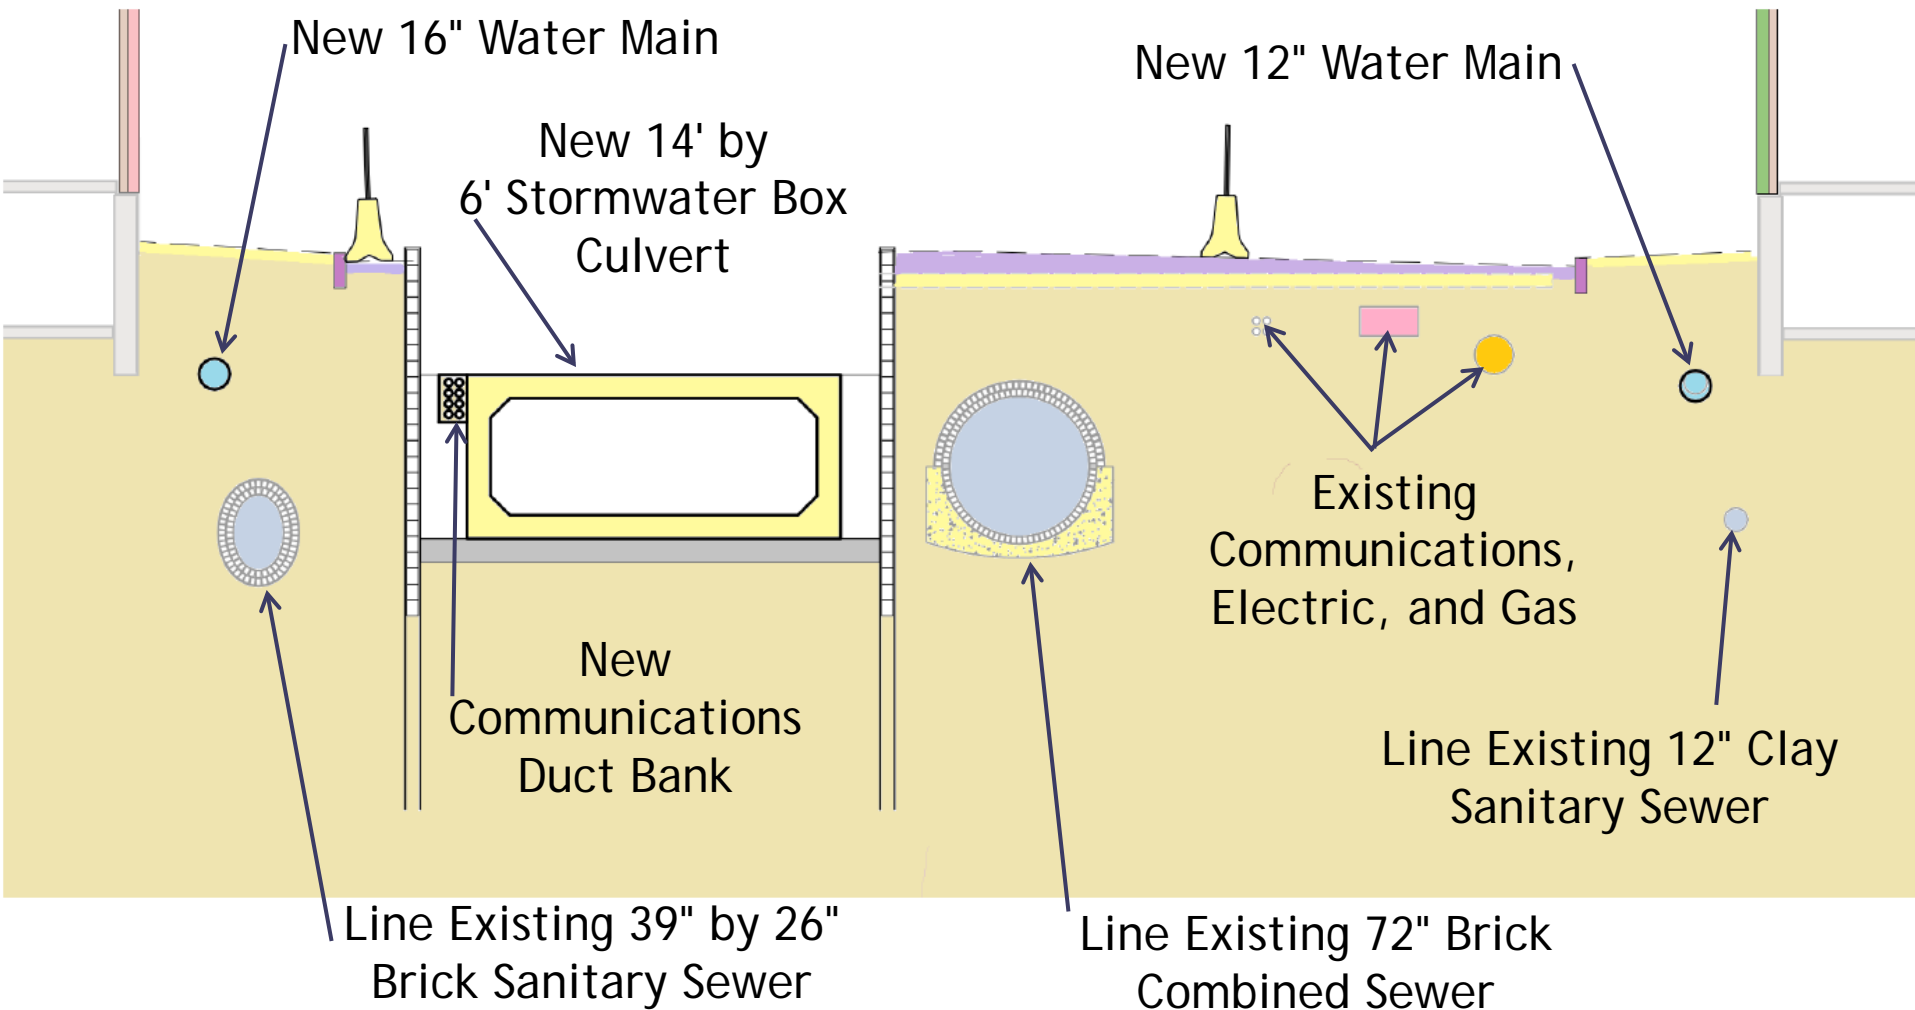 New 16" Water Main
New 12" Water Main
New 14' by
6' Stormwater Box
Culvert
Existing
Communications,
Electric, and Gas
New
Communications
Duct Bank
Line Existing 12" Clay
Sanitary Sewer
Line Existing 39" by 26"
Brick Sanitary Sewer
Line Existing 72" Brick
Combined Sewer